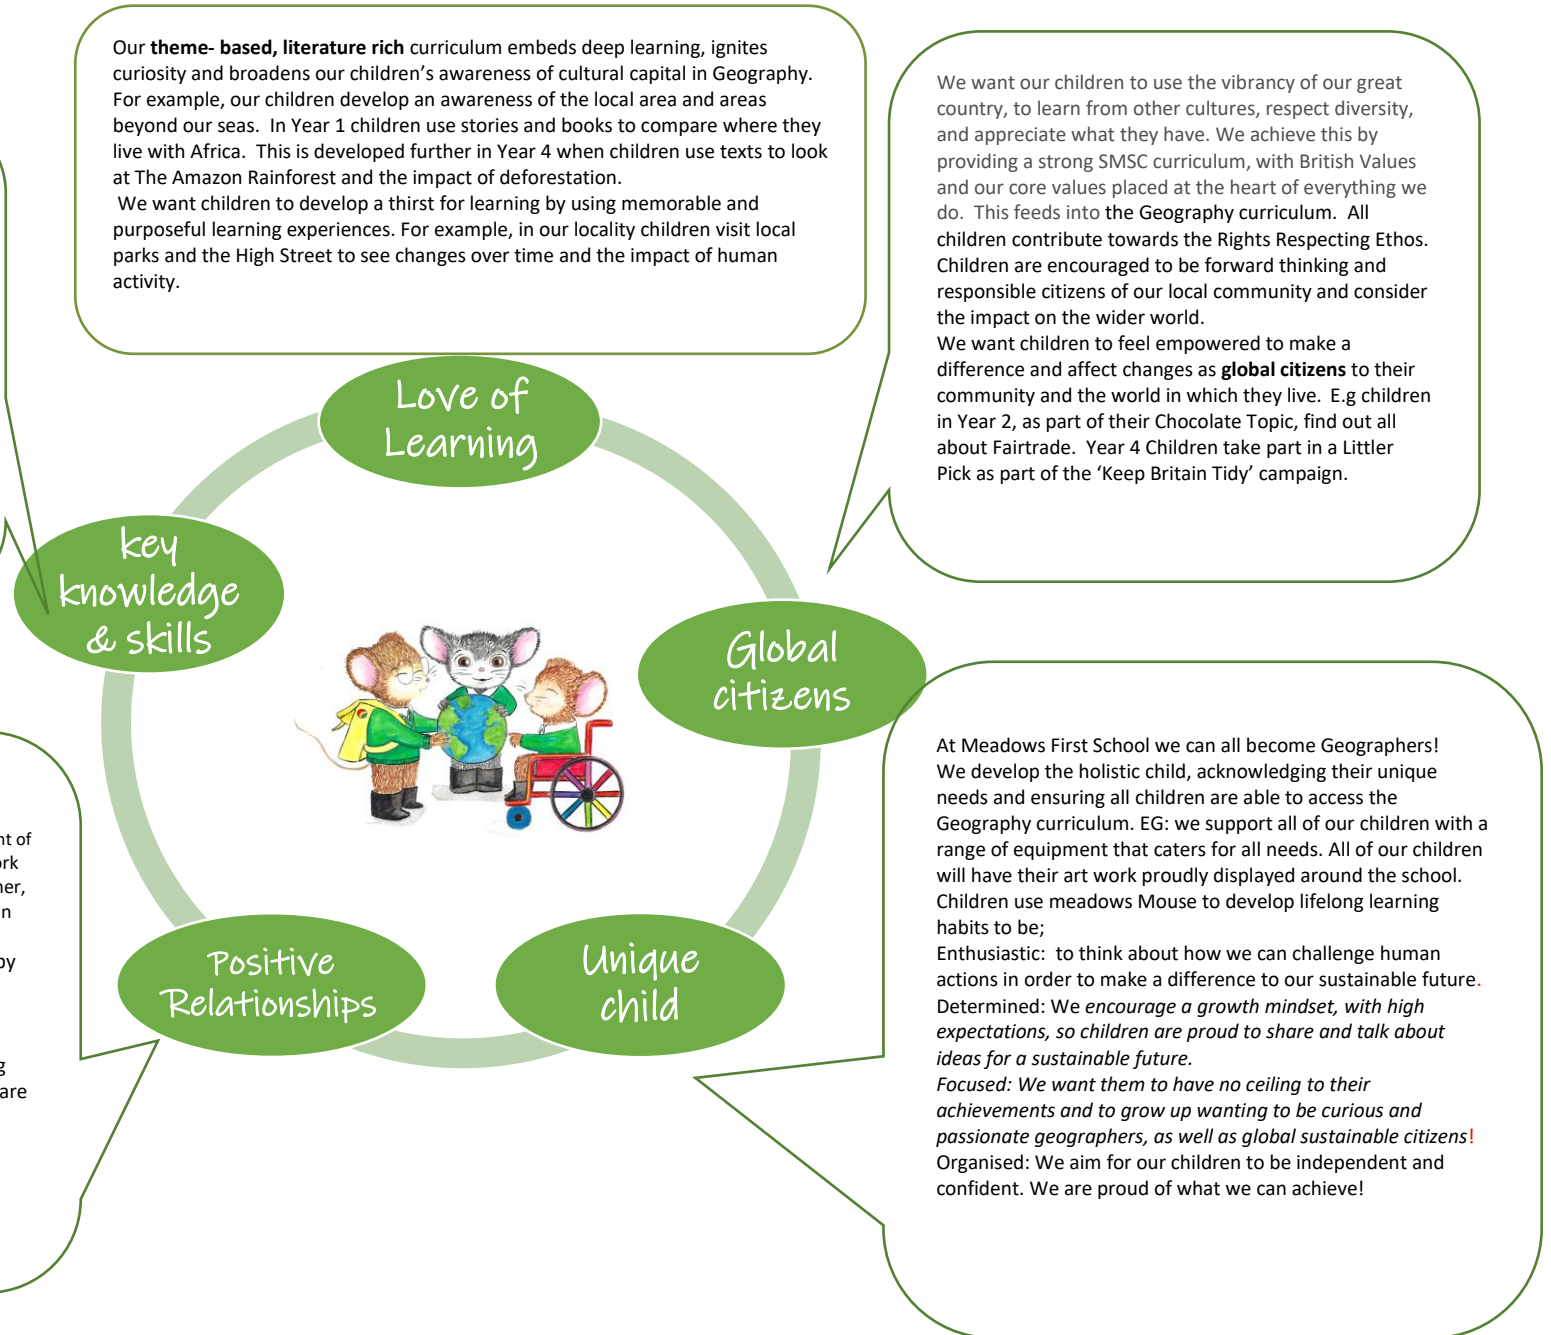 Our theme- based, literature rich curriculum embeds deep learning, ignites
curiosity and broadens our children’s awareness of cultural capital in Geography.
For example, our children develop an awareness of the local area and areas
beyond our seas.  In Year 1 children use stories and books to compare where they
live with Africa.  This is developed further in Year 4 when children use texts to look
at The Amazon Rainforest and the impact of deforestation.
We want children to develop a thirst for learning by using memorable and
purposeful learning experiences. For example, in our locality children visit local
parks and the High Street to see changes over time and the impact of human
activity.
We want our children to use the vibrancy of our great
country, to learn from other cultures, respect diversity,
and appreciate what they have. We achieve this by
providing a strong SMSC curriculum, with British Values
and our core values placed at the heart of everything we
do.  This feeds into the Geography curriculum.  All
children contribute towards the Rights Respecting Ethos.
Children are encouraged to be forward thinking and
responsible citizens of our local community and consider
the impact on the wider world.
We want children to feel empowered to make a
difference and affect changes as global citizens to their
community and the world in which they live.  E.g children
in Year 2, as part of their Chocolate Topic, find out all
about Fairtrade.  Year 4 Children take part in a Littler
Pick as part of the ‘Keep Britain Tidy’ campaign.
Love of
Learning
key
knowledge
& skills
Global
citizens
Positive
Relationships
Unique
child
of
her,
by
are
At Meadows First School we can all become Geographers!
We develop the holistic child, acknowledging their unique
needs and ensuring all children are able to access the
Geography curriculum. EG: we support all of our children with a
range of equipment that caters for all needs. All of our children
will have their art work proudly displayed around the school.
Children use meadows Mouse to develop lifelong learning
habits to be;
Enthusiastic:  to think about how we can challenge human
actions in order to make a difference to our sustainable future.
Determined: We encourage a growth mindset, with high
expectations, so children are proud to share and talk about
ideas for a sustainable future.
Focused: We want them to have no ceiling to their
achievements and to grow up wanting to be curious and
passionate geographers, as well as global sustainable citizens!
Organised: We aim for our children to be independent and
confident. We are proud of what we can achieve!